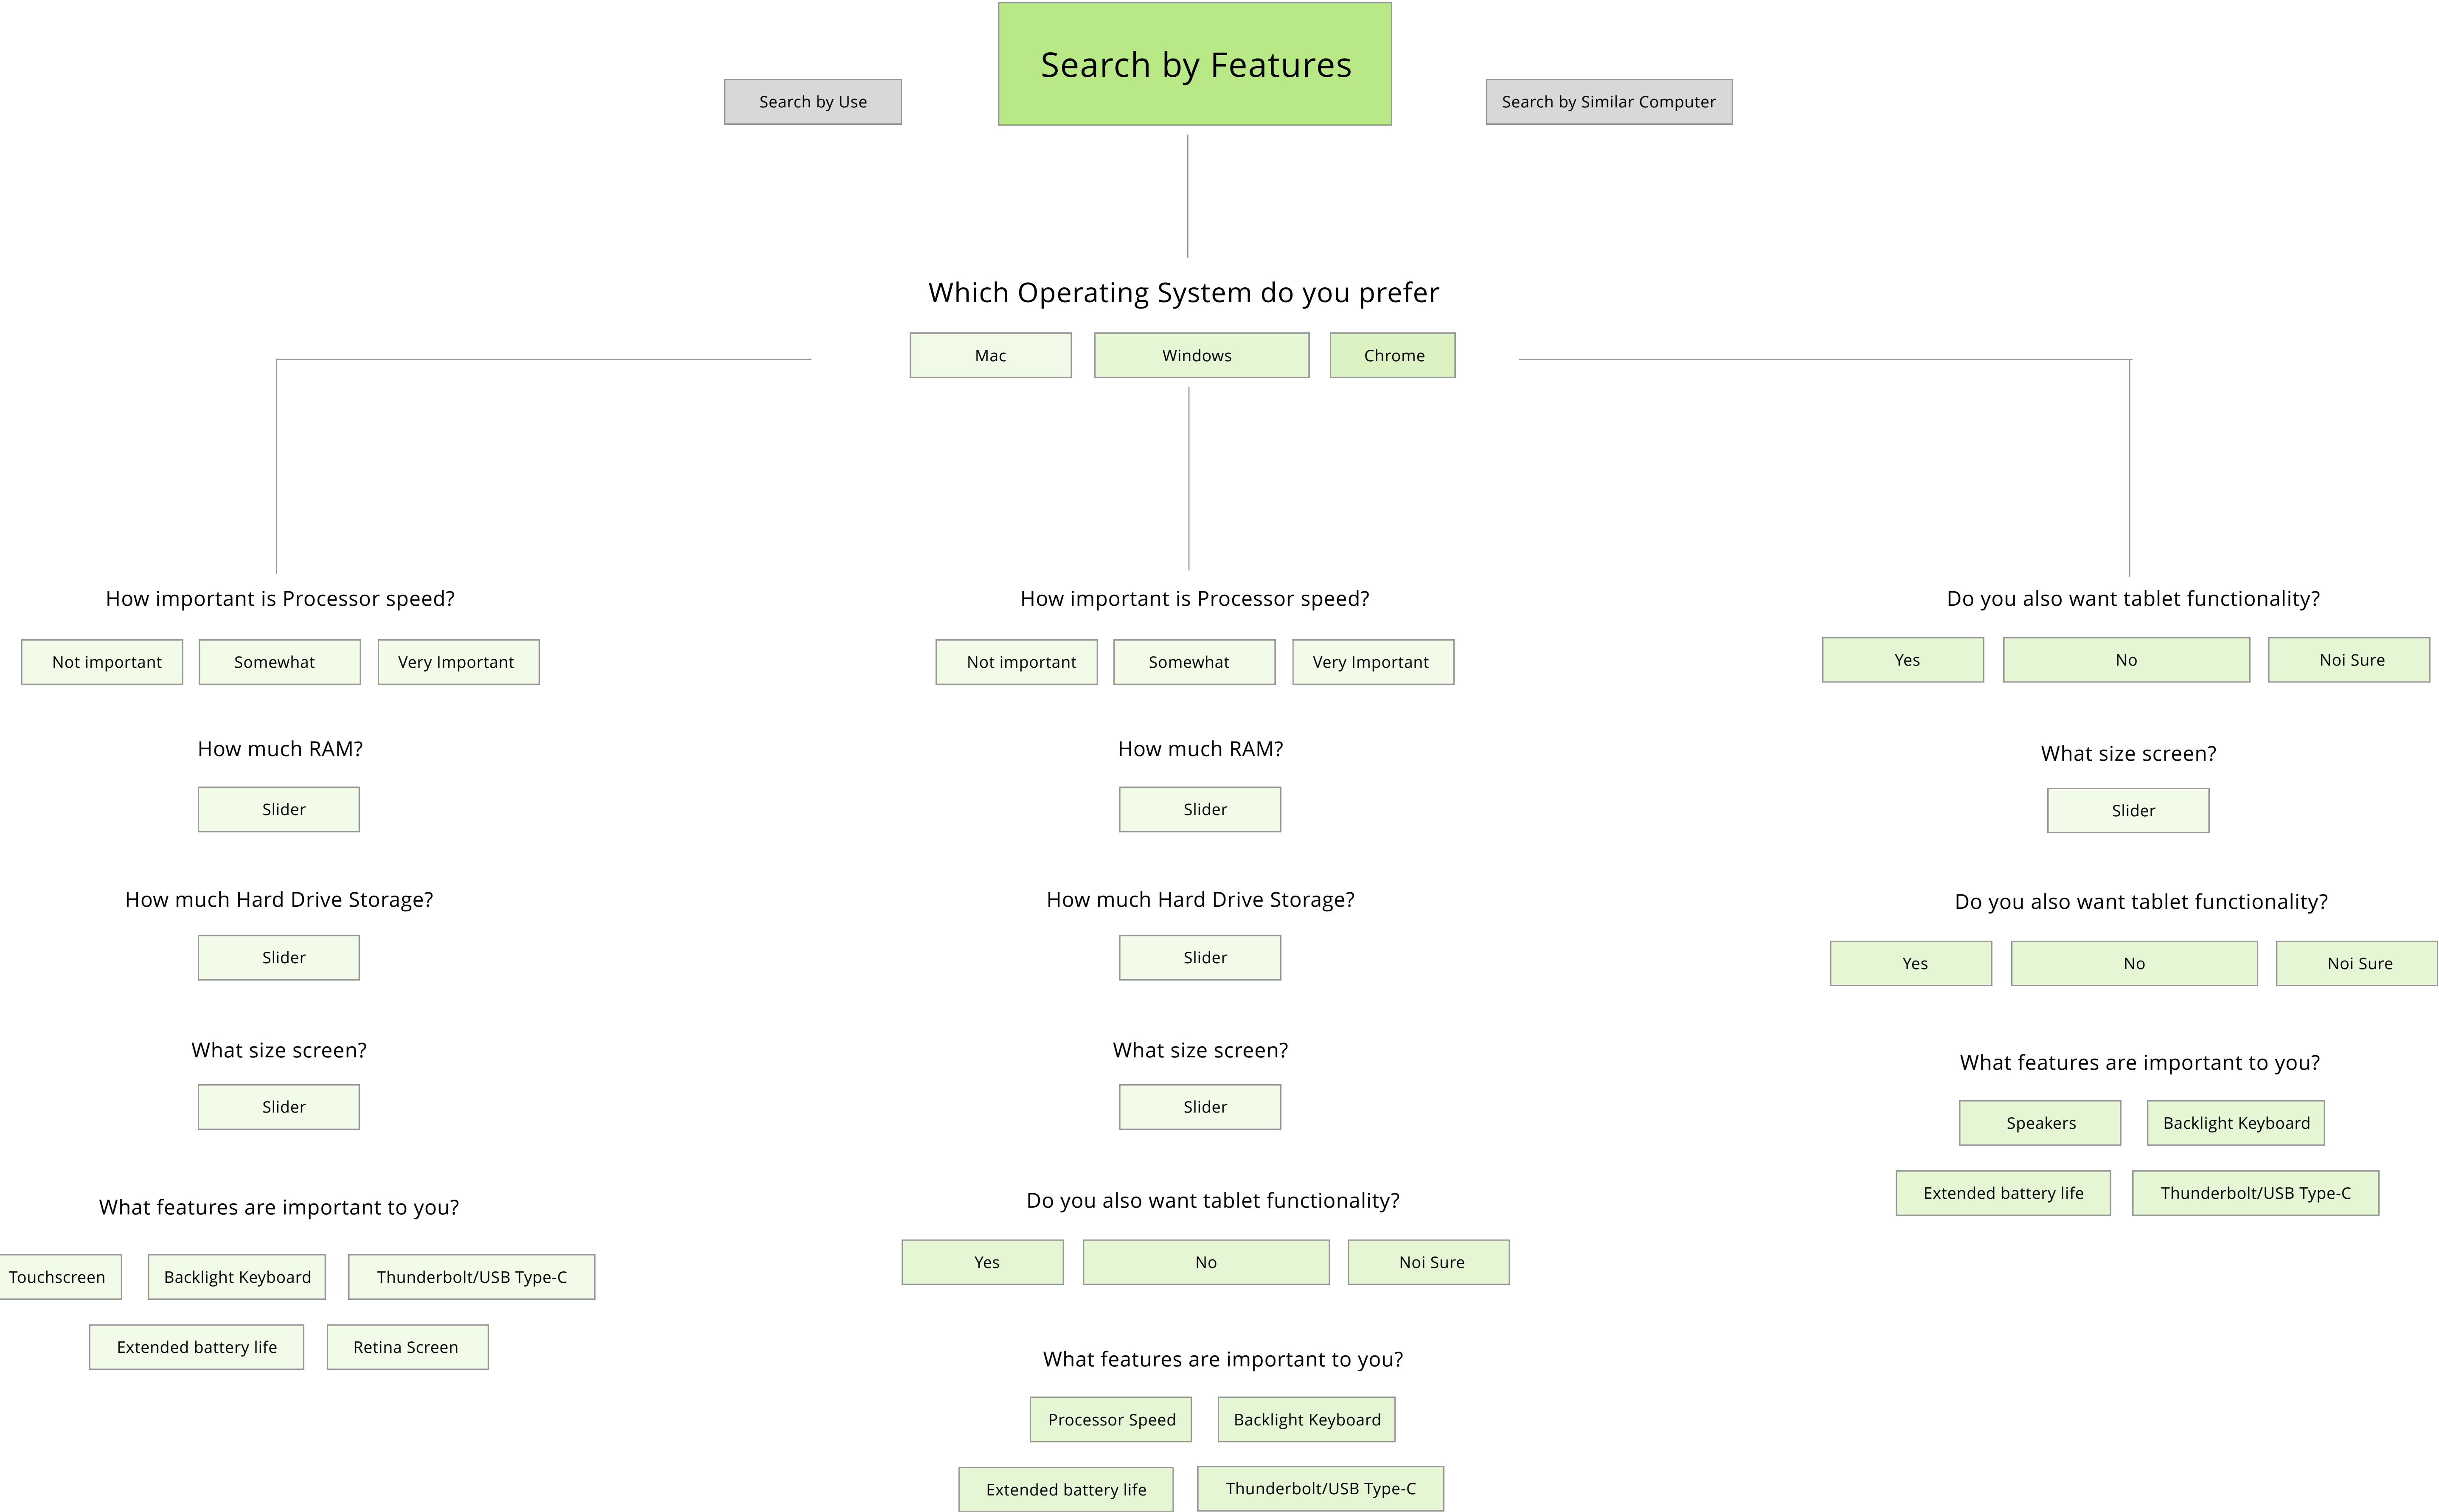 Search by Features
Search by Use
Search by Similar Computer
Which Operating System do you prefer
Mac
Windows
Chrome
How important is Processor speed?
Not important
Somewhat
Very Important
How much RAM?
Slider
How much Hard Drive Storage?
Slider
What size screen?
Slider
What features are important to you?
Touchscreen
Backlight Keyboard
Thunderbolt/USB Type-C
Extended battery life
Retina Screen
How important is Processor speed?
Not important
Somewhat
Very Important
How much RAM?
Slider
How much Hard Drive Storage?
Slider
What size screen?
Slider
Do you also want tablet functionality?
Yes
No
Noi Sure
What features are important to you?
Processor Speed
Backlight Keyboard
Extended battery life
Thunderbolt/USB Type-C
Do you also want tablet functionality?
Yes
No
Noi Sure
What size screen?
Slider
Do you also want tablet functionality?
Yes
No
Noi Sure
What features are important to you?
Speakers
Backlight Keyboard
Extended battery life
Thunderbolt/USB Type-C